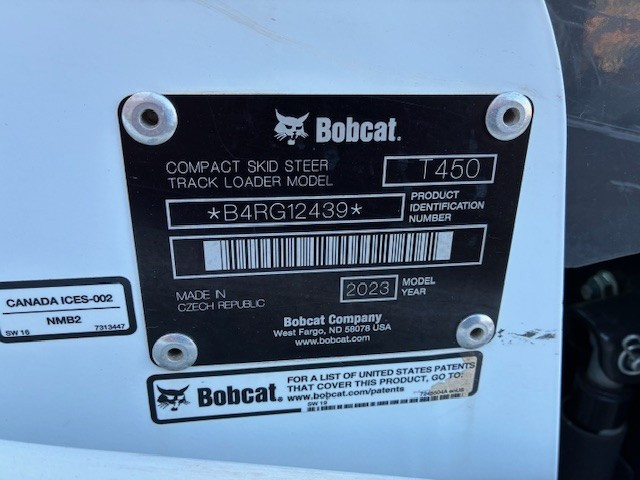 Bobcat.
COMPACT SKID STEER
TRACK LOADER MODEL
T450
*B4RG12439*
PRODUCT
IDENTIFICATION
NUMBER
MADE IN
CZECH REPUBLIC
2023
MODEL
YEAR
Bobcat Company
West Fargo, ND 58078 USA
www.bobcat.com
CANADA ICES-002
NMB2
SW 16 7313447
Bobcat.
FOR A LIST OF UNITED STATES PATENTS
THAT COVER THIS PRODUCT, GO TO:
www.bobcat.com/patents
SW 19